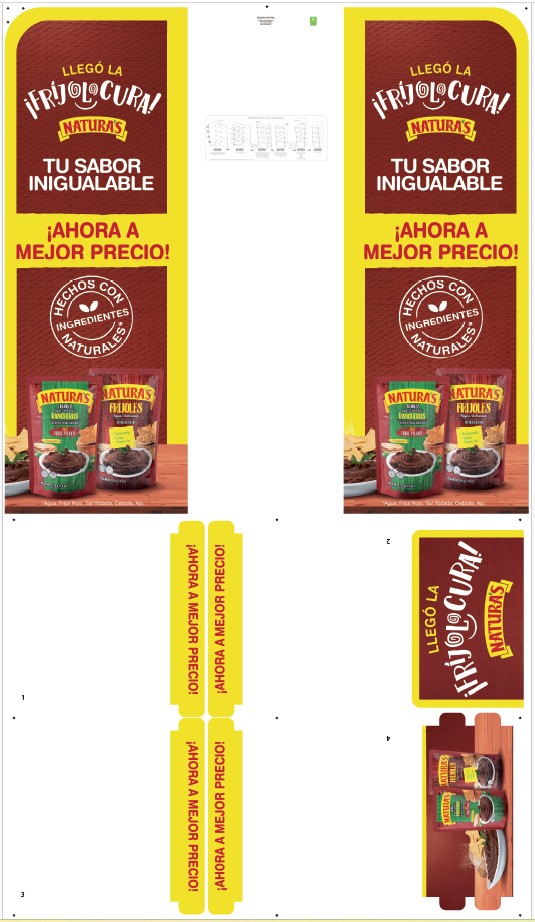 LLEGÓ LA
¡FRÍJOLOCURA!
NATURA'S
TU SABOR
INIGUALABLE
¡AHORA A
MEJOR PRECIO!
HECHOS CON
INGREDIENTES
NATURALES*
NATURA'S
RANCHEROS
NATURA'S
FRIJOLES
*Agua, Frijol Rojo, Sal Yodada, Cebolla, Ajo.
LLEGÓ LA
¡FRÍJOLOCURA!
NATURA'S
TU SABOR
INIGUALABLE
¡AHORA A
MEJOR PRECIO!
HECHOS CON
INGREDIENTES
NATURALES*
NATURA'S
RANCHEROS
NATURA'S
FRIJOLES
*Agua, Frijol Rojo, Sal Yodada, Cebolla, Ajo.
¡AHORA A MEJOR PRECIO!
¡AHORA A MEJOR PRECIO!
1
2
LLEGÓ LA
¡FRÍJOLOCURA!
NATURA'S
¡AHORA A MEJOR PRECIO!
¡AHORA A MEJOR PRECIO!
3
4
NATURA'S
FRIJOLES
NATURA'S